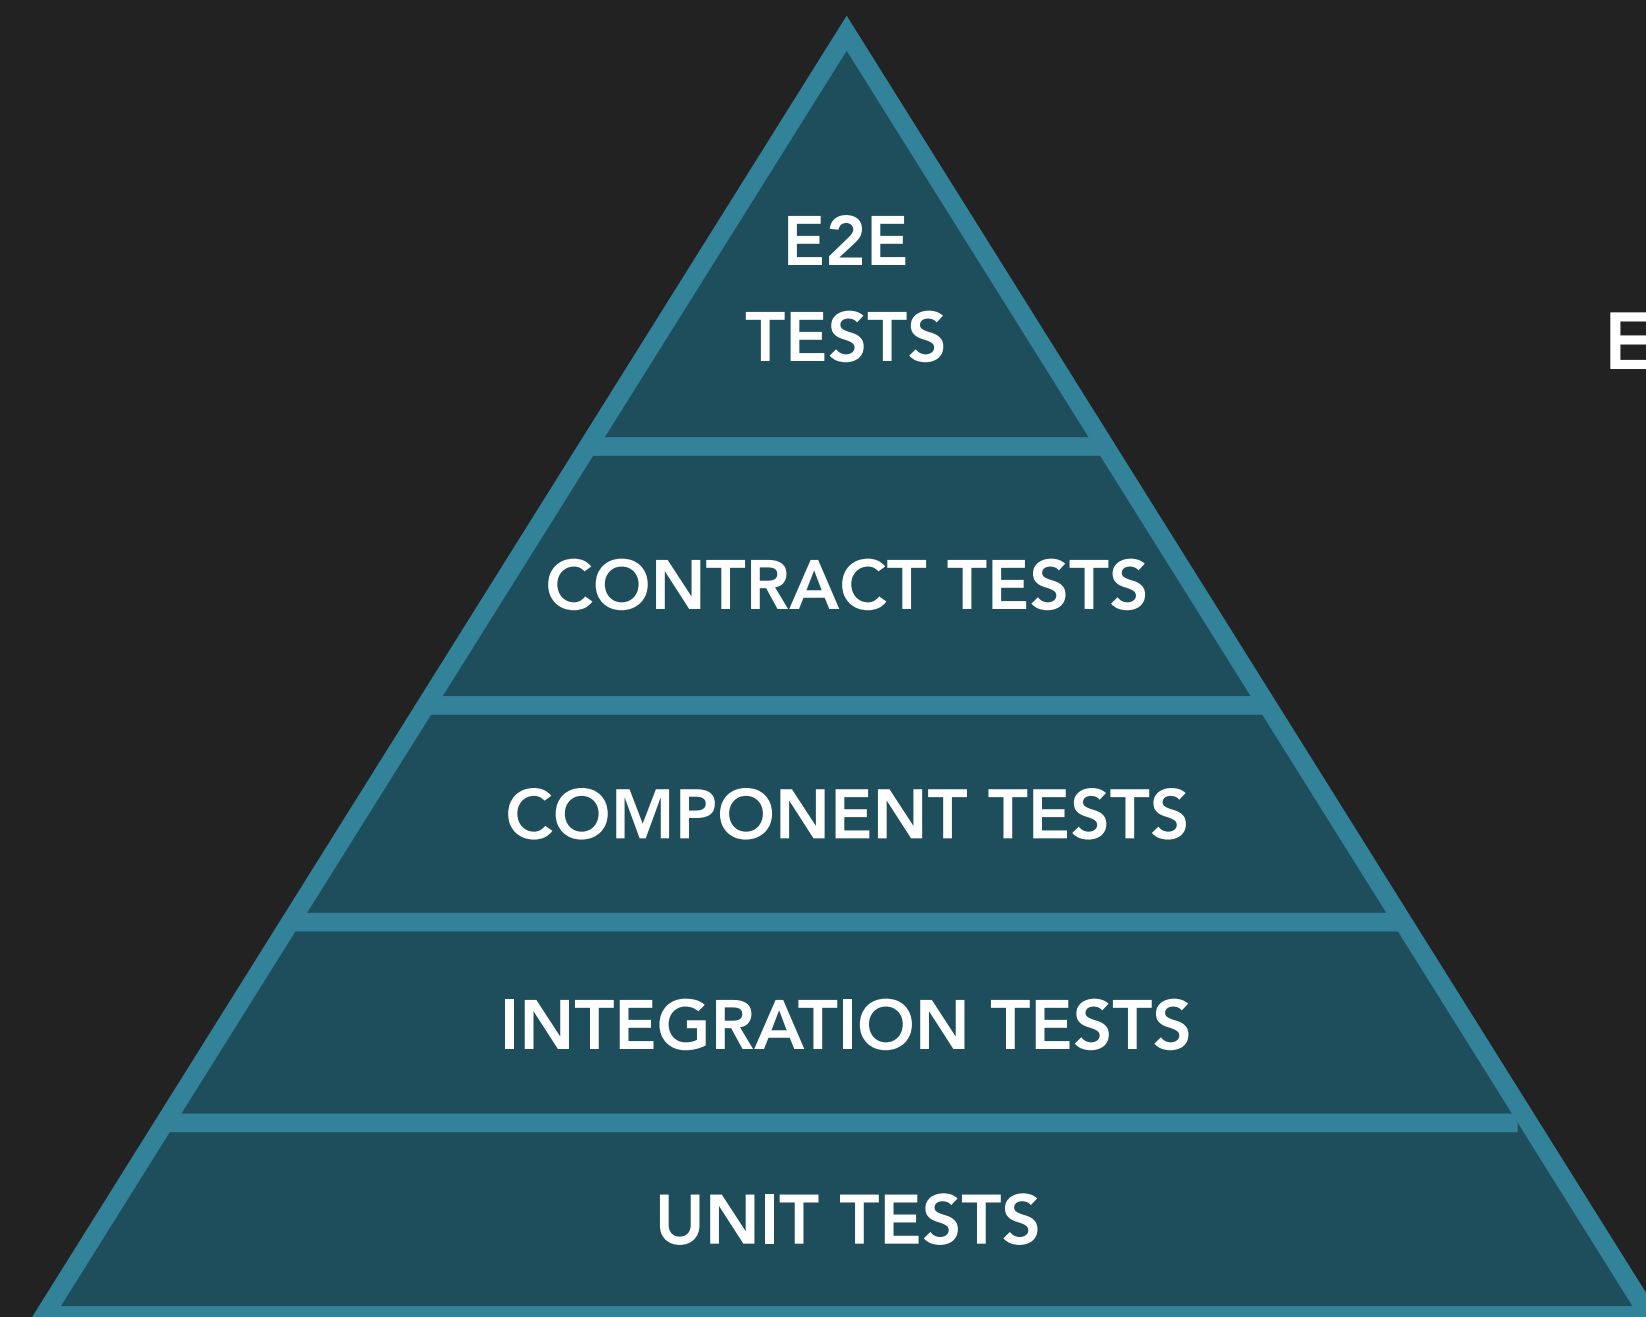 E2E
TESTS
E
CONTRACT TESTS
COMPONENT TESTS
INTEGRATION TESTS
UNIT TESTS